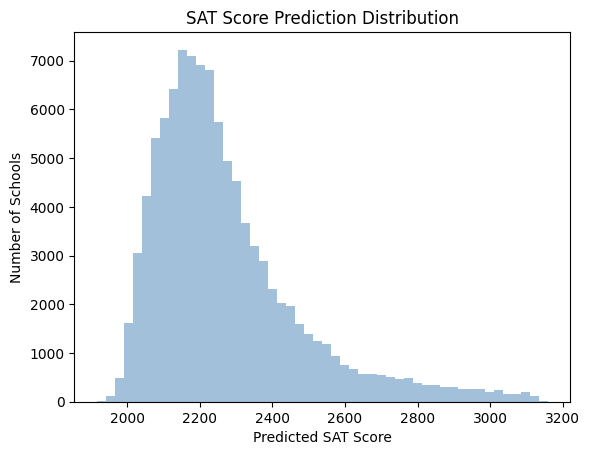 SAT Score Prediction Distribution
7000
6000
5000
4000
3000
2000
1000
0
Number of Schools
2000 2200 2400 2600 2800 3000 3200
Predicted SAT Score